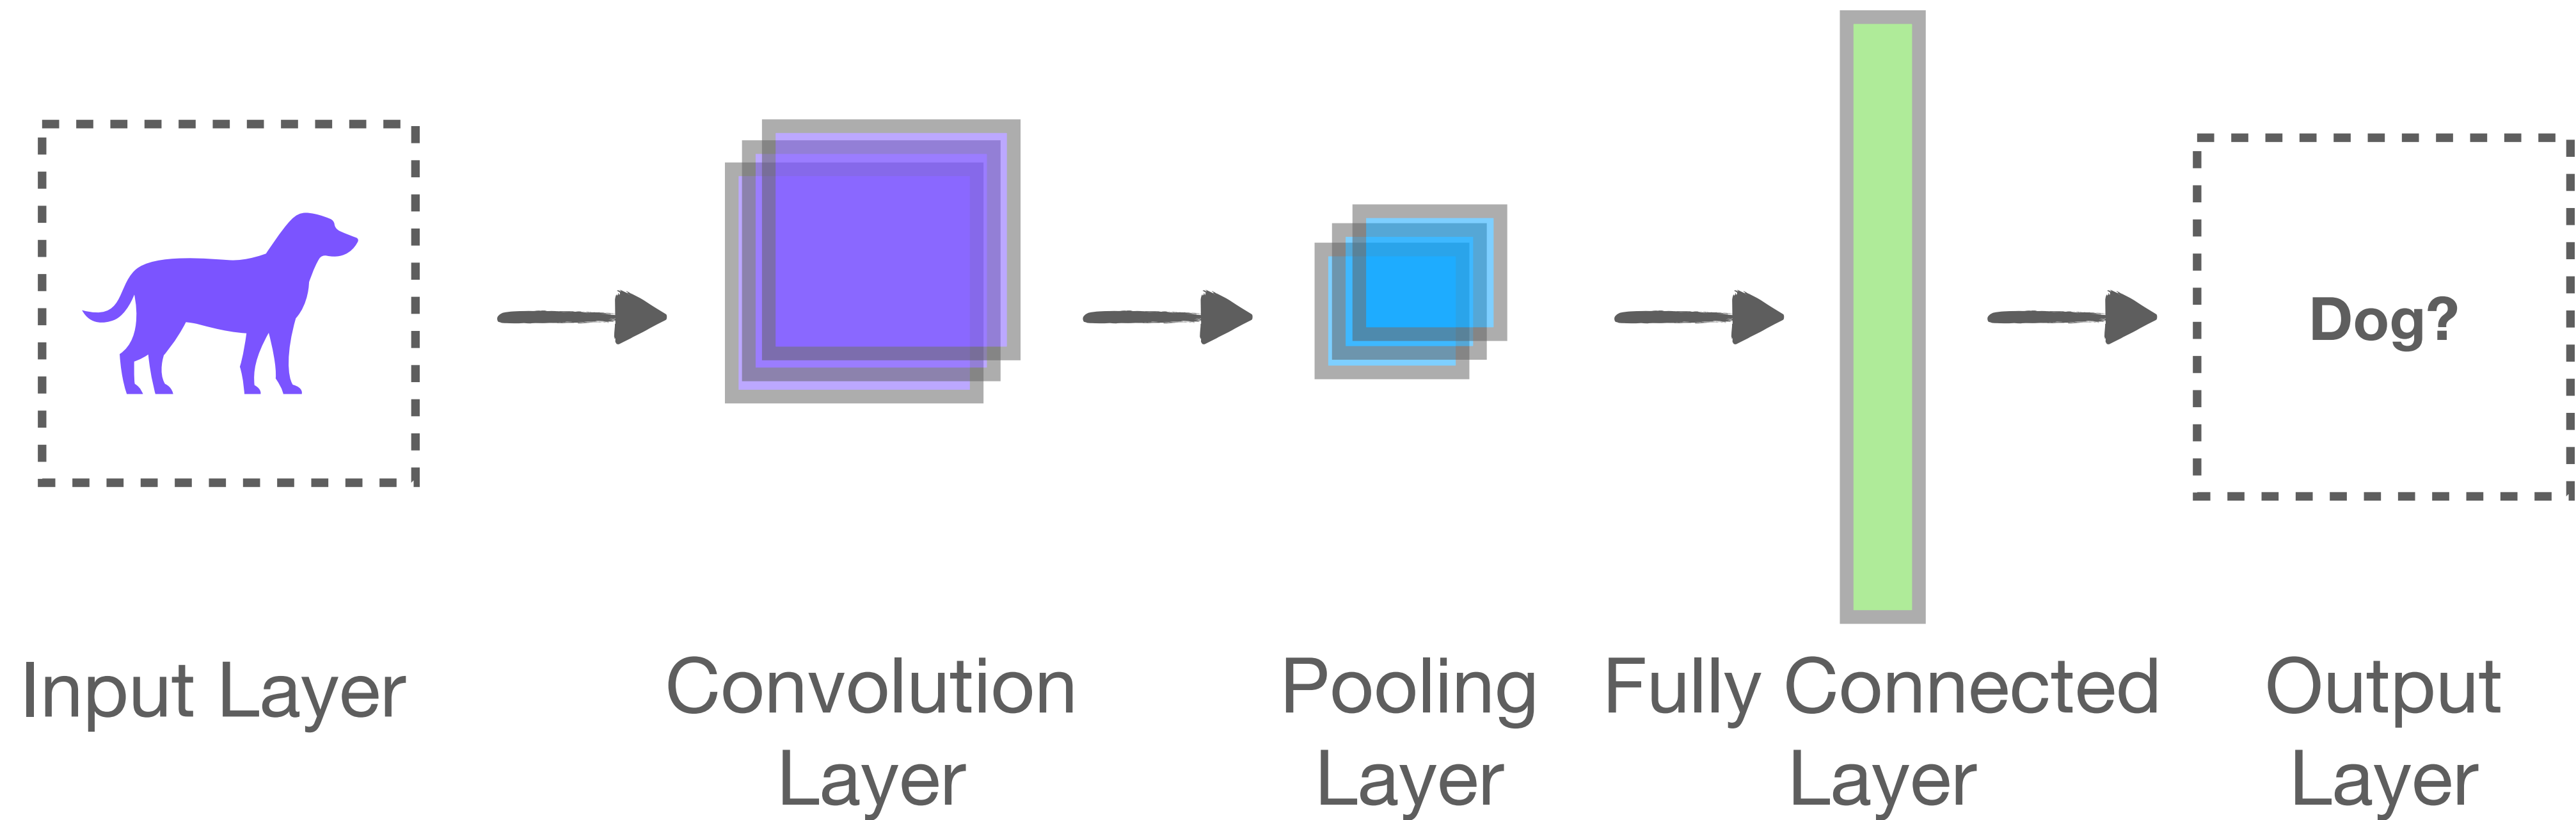 Dog?
Input Layer
Convolution
Layer
Pooling
Layer
Fully Connected
Layer
Output
Layer